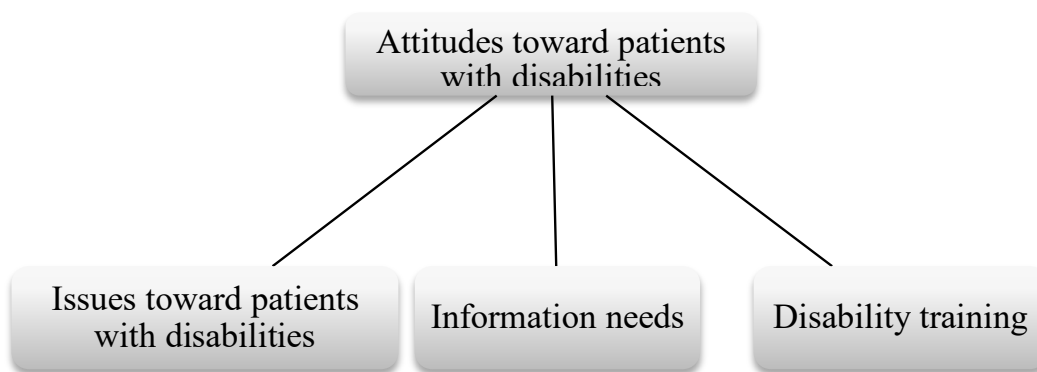 Attitudes toward patients
with disabilities
Issues toward patients
with disabilities
Information needs
Disability training